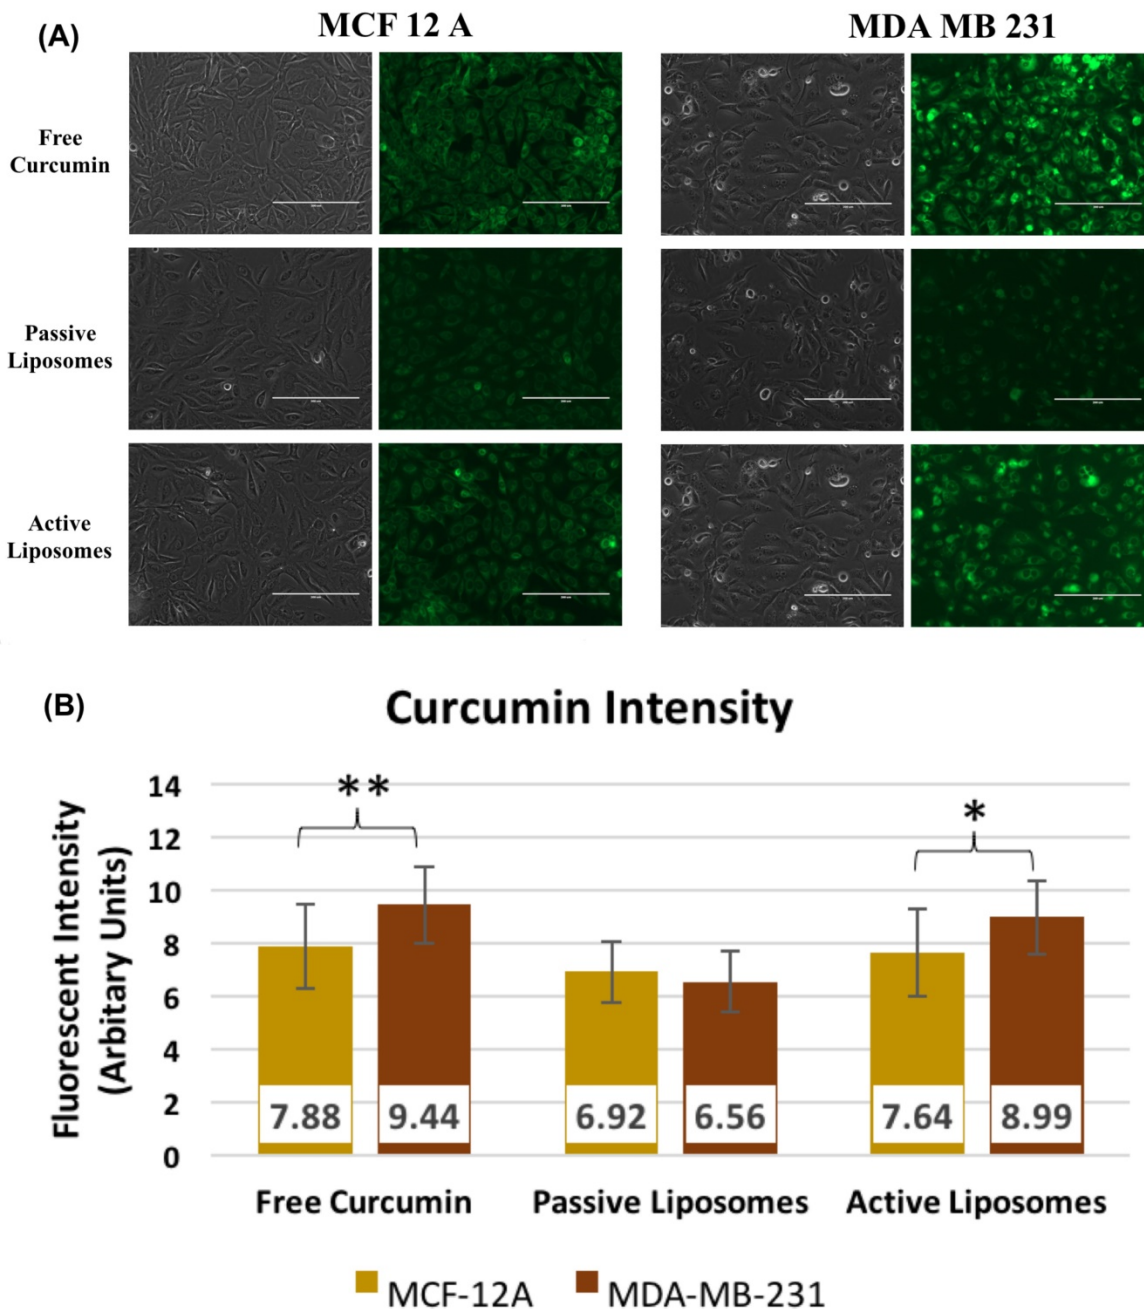 (A)
MCF 12 A
MDA MB 231
Free
Curcumin
Passive
Liposomes
Active
Liposomes
(B)
Curcumin Intensity
Fluorescent Intensity
(Arbitary Units)
14
12
10
8
6
4
2
0
**
*
7.88
9.44
6.92
6.56
7.64
8.99
Free Curcumin
Passive Liposomes
Active Liposomes
MCF-12A
MDA-MB-231